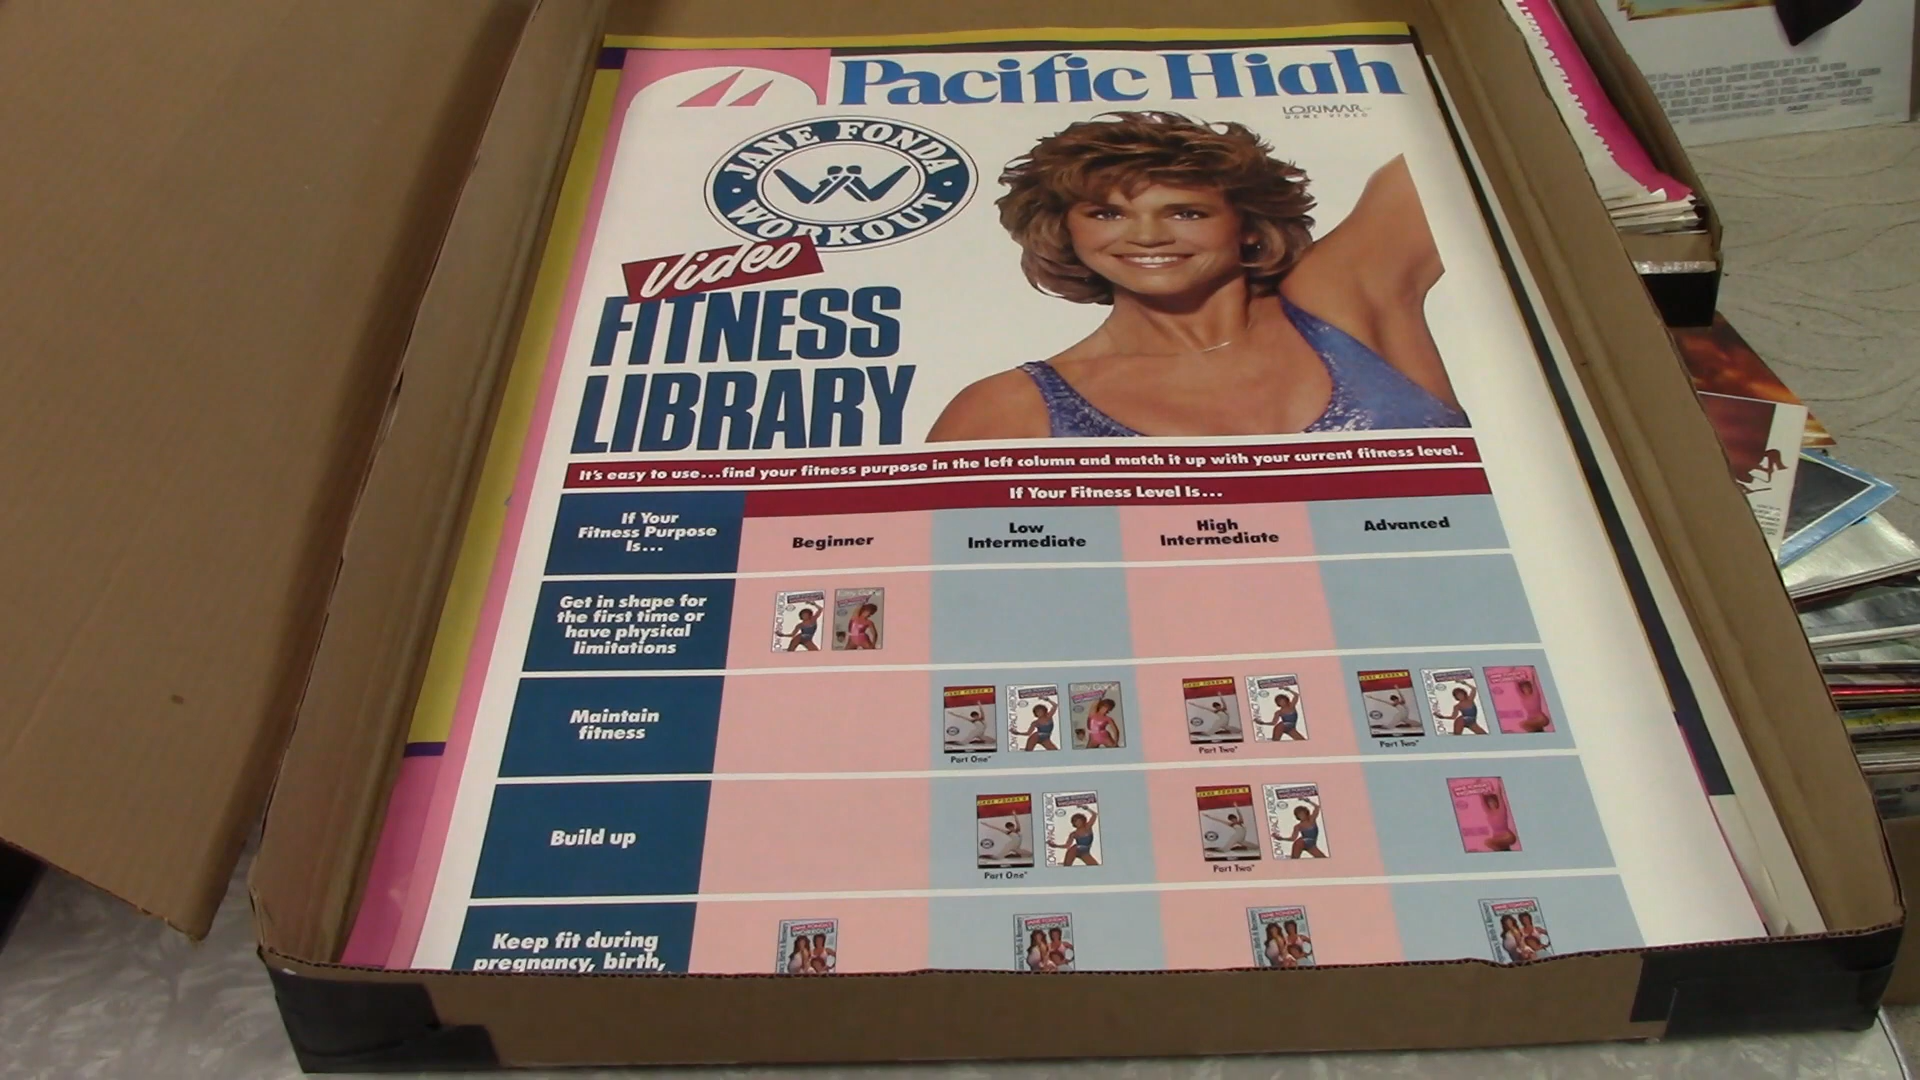 Pacific High
LORIMAR
HOME VIDEO
JANE FONDA
WORKOUT
Video
FITNESS
LIBRARY
It's easy to use...find your fitness purpose in the left column and match it up with your current fitness level.
If Your Fitness Level Is...
If Your
Fitness Purpose
Is...
Beginner
Low
Intermediate
High
Intermediate
Advanced
Get in shape for
the first time or
have physical
limitations
Maintain
fitness
Part One*
Part Two*
Part Two*
Build up
Part One*
Part Two*
Keep fit during
pregnancy, birth,